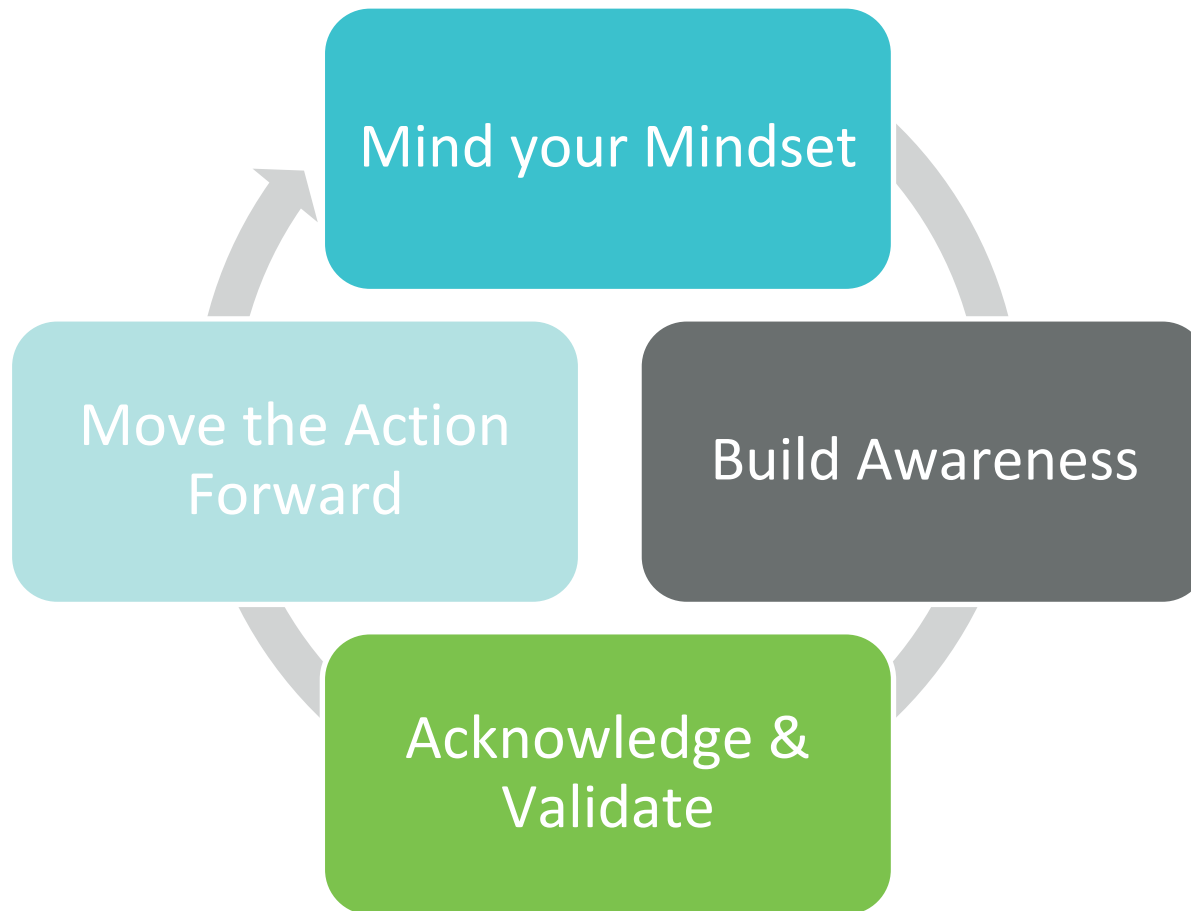 Mind your Mindset
Build Awareness
Acknowledge &
Validate
Move the Action
Forward